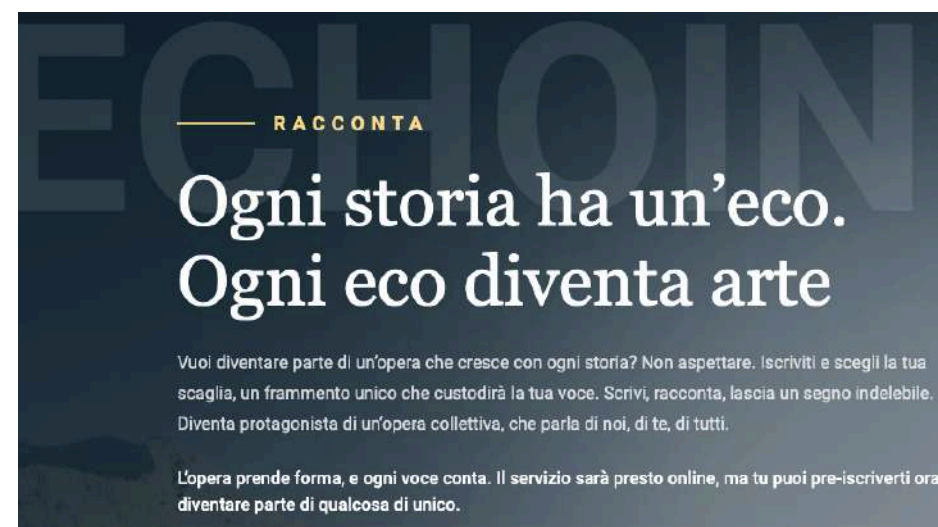 ECHOIN
RACCONTA
Ogni storia ha un’eco.
Ogni eco diventa arte
Vuoi diventare parte di un’opera che cresce con ogni storia? Non aspettare. Iscriviti e scegli la tua
scaglia, un frammento unico che custodirà la tua voce. Scrivi, racconta, lascia un segno indelebile.
Diventa protagonista di un’opera collettiva, che parla di noi, di te, di tutti.
L’opera prende forma, e ogni voce conta. Il servizio sarà presto online, ma tu puoi pre-iscriverti ora
diventare parte di qualcosa di unico.